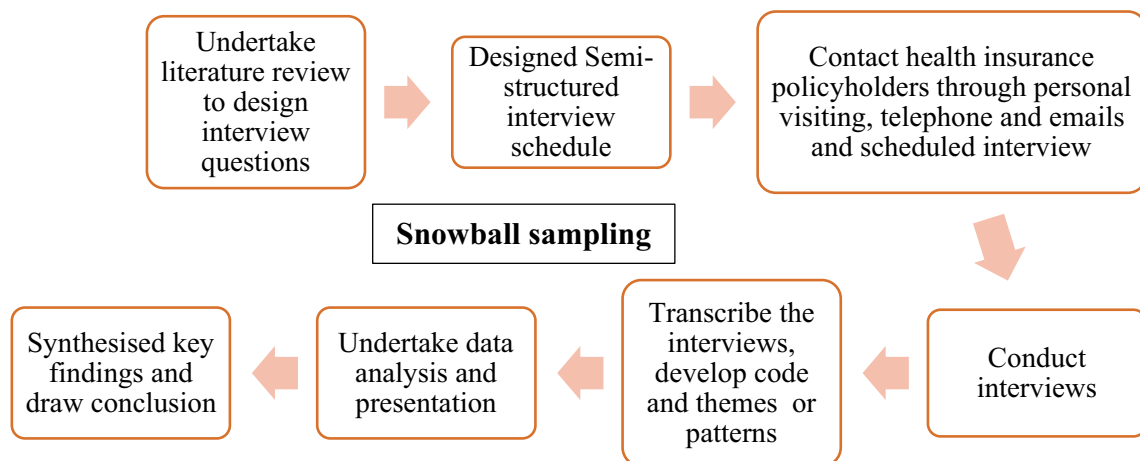 Undertake
literature review
to design
interview
questions
Designed Semi-
structured
interview
schedule
Contact health insurance
policyholders through personal
visiting, telephone and emails
and scheduled interview
Snowball sampling
Conduct
interviews
Transcribe the
interviews,
develop code
and themes or
patterns
Undertake data
analysis and
presentation
Synthesised key
findings and
draw conclusion